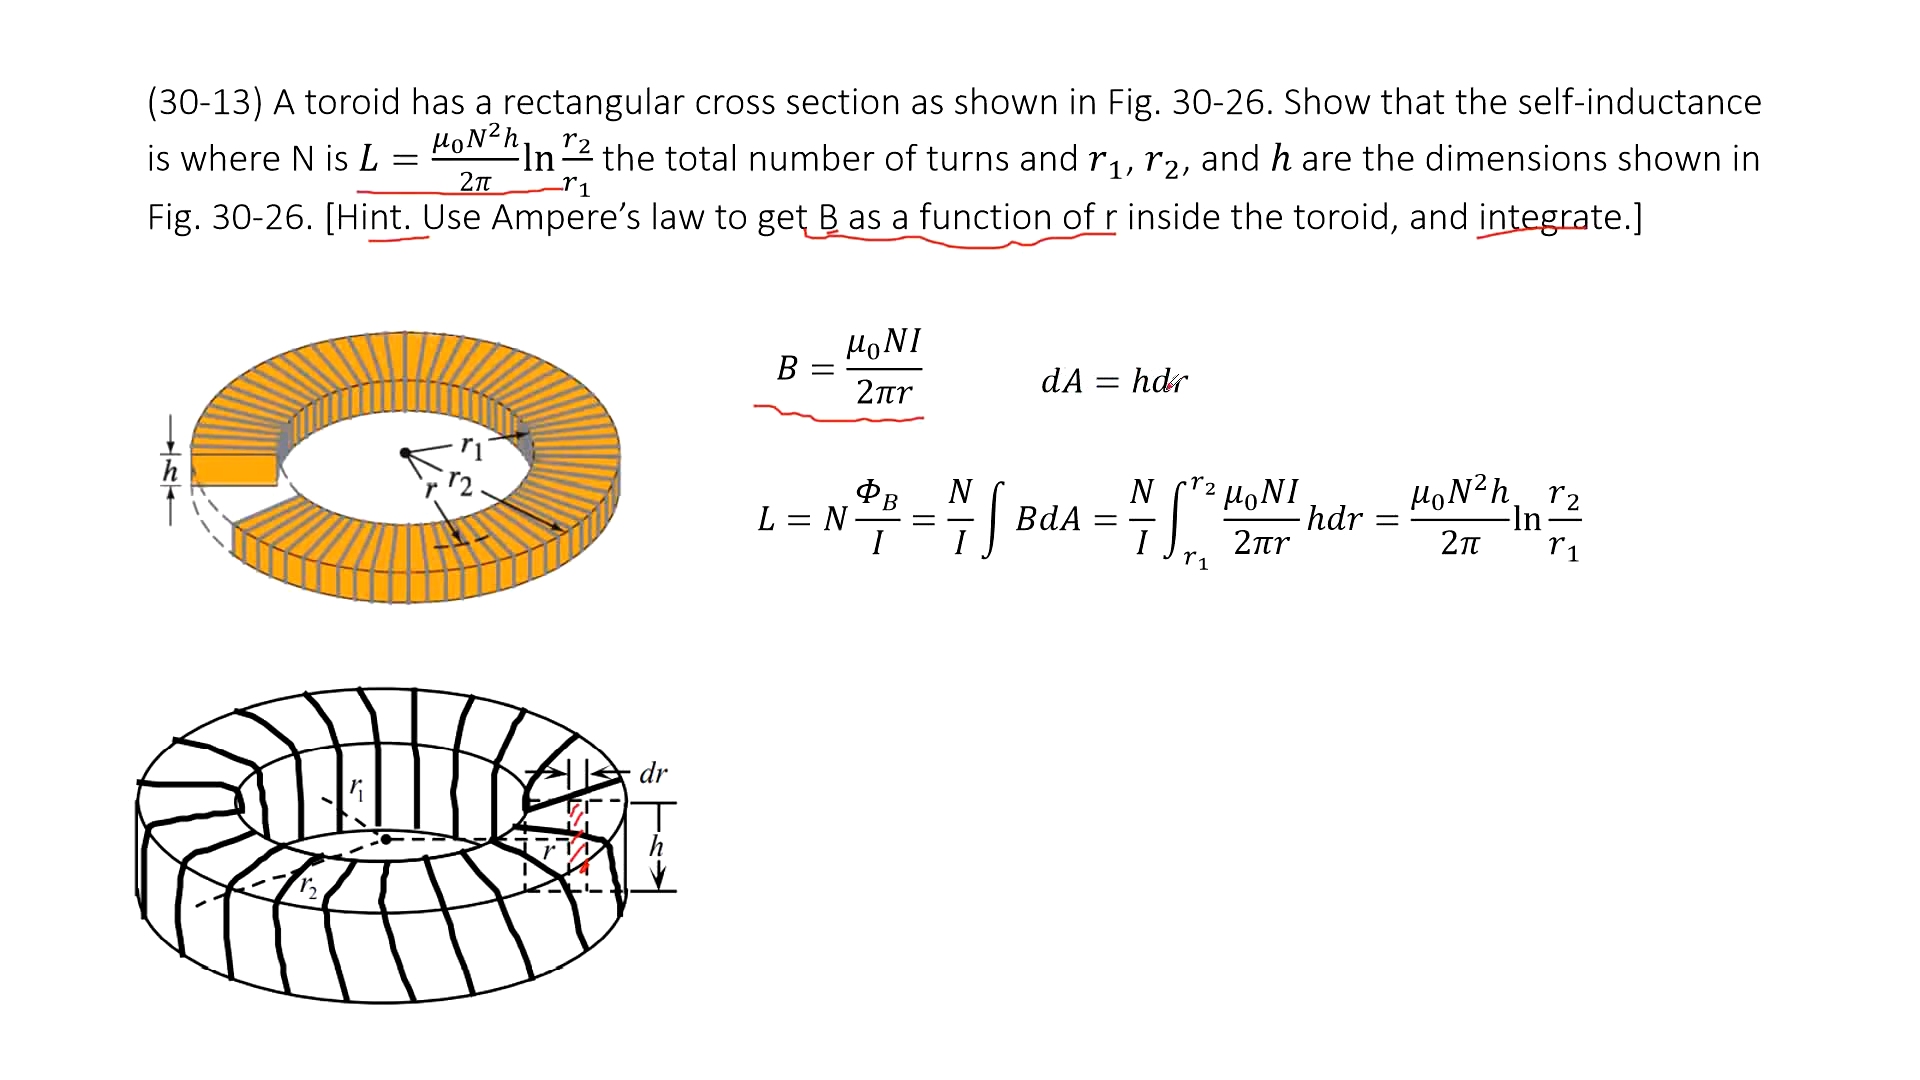 (30-13) A toroid has a rectangular cross section as shown in Fig. 30-26. Show that the self-inductance
is where N is L = μ₀N²h/2π ln r₂/r₁ the total number of turns and r₁, r₂, and h are the dimensions shown in
Fig. 30-26. [Hint. Use Ampere’s law to get B as a function of r inside the toroid, and integrate.]
B = μ₀NI/2πr
dA = hdr
h
r₁
r₂
r
L = N Φ_B/I = N/I ∫ BdA = N/I ∫_{r₁}^{r₂} μ₀NI/2πr hdr = μ₀N²h/2π ln r₂/r₁
dr
r₁
h
r
r₂